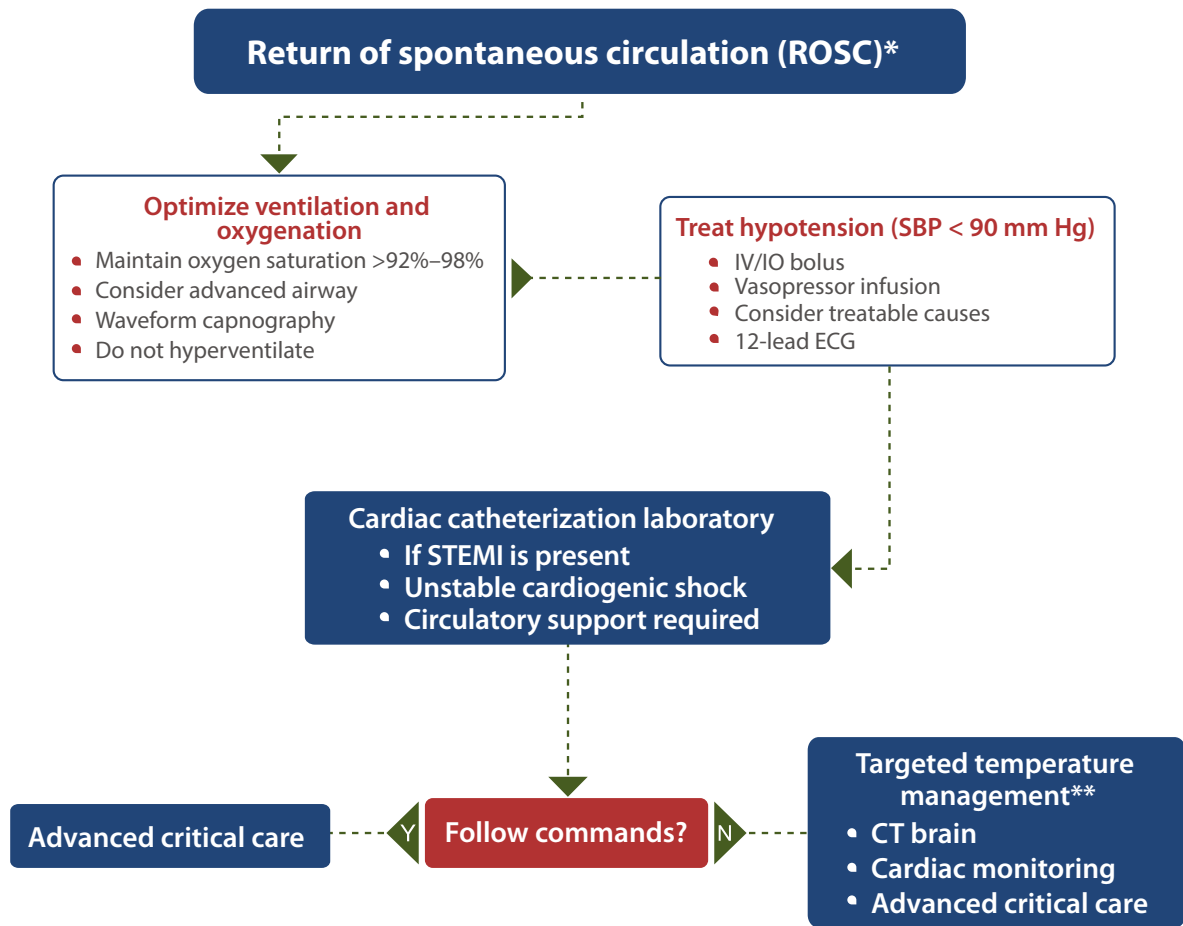 Return of spontaneous circulation (ROSC)*
Optimize ventilation and
oxygenation
Maintain oxygen saturation >92%–98%
Consider advanced airway
Waveform capnography
Do not hyperventilate
Treat hypotension (SBP < 90 mm Hg)
IV/IO bolus
Vasopressor infusion
Consider treatable causes
12-lead ECG
Cardiac catheterization laboratory
If STEMI is present
Unstable cardiogenic shock
Circulatory support required
Advanced critical care
Y
Follow commands?
N
Targeted temperature
management**
CT brain
Cardiac monitoring
Advanced critical care